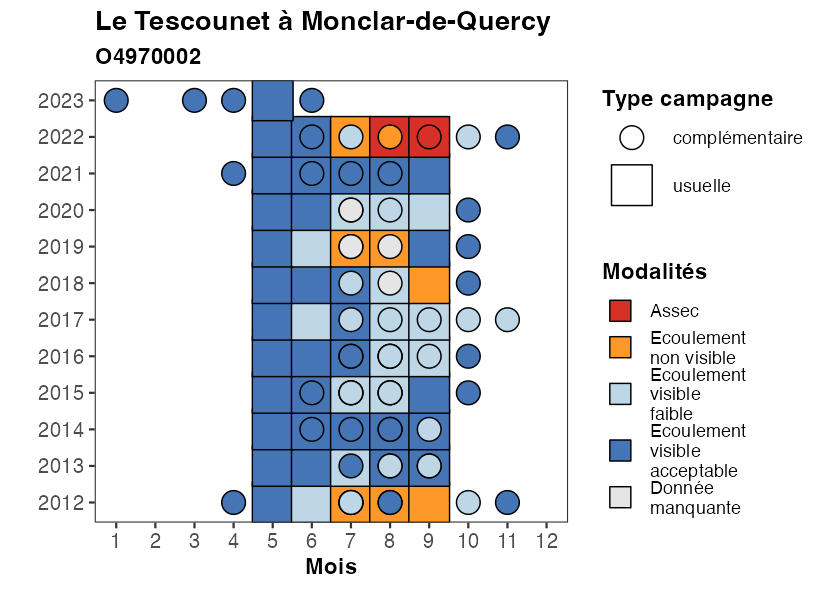 Le Tescounet à Monclar-de-Quercy
O4970002
2023
2022
2021
2020
2019
2018
2017
2016
2015
2014
2013
2012
1 2 3 4 5 6 7 8 9 10 11 12
Mois
Type campagne
complémentaire
usuelle
Modalités
Assec
Ecoulement
non visible
Ecoulement
visible
faible
Ecoulement
visible
acceptable
Donnée
manquante